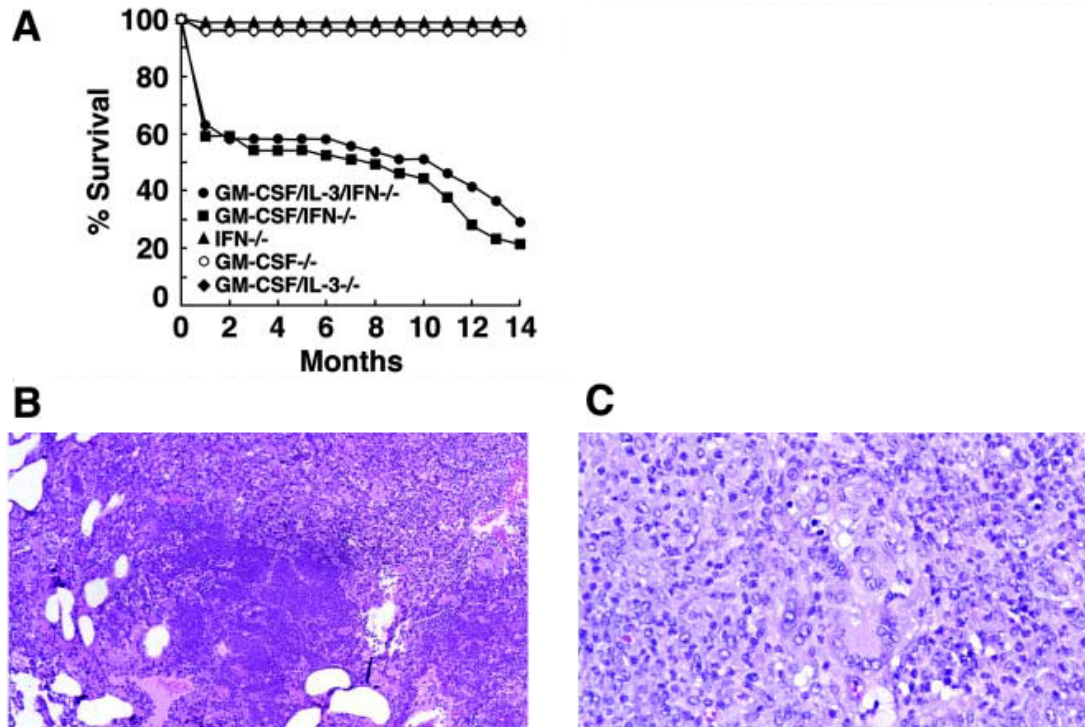 A
100
80
60
40
20
0
% Survival
GM-CSF/IL-3/IFN-/-
GM-CSF/IFN-/-
IFN-/-
GM-CSF-/-
GM-CSF/IL-3-/-
0 2 4 6 8 10 12 14
Months
B
C